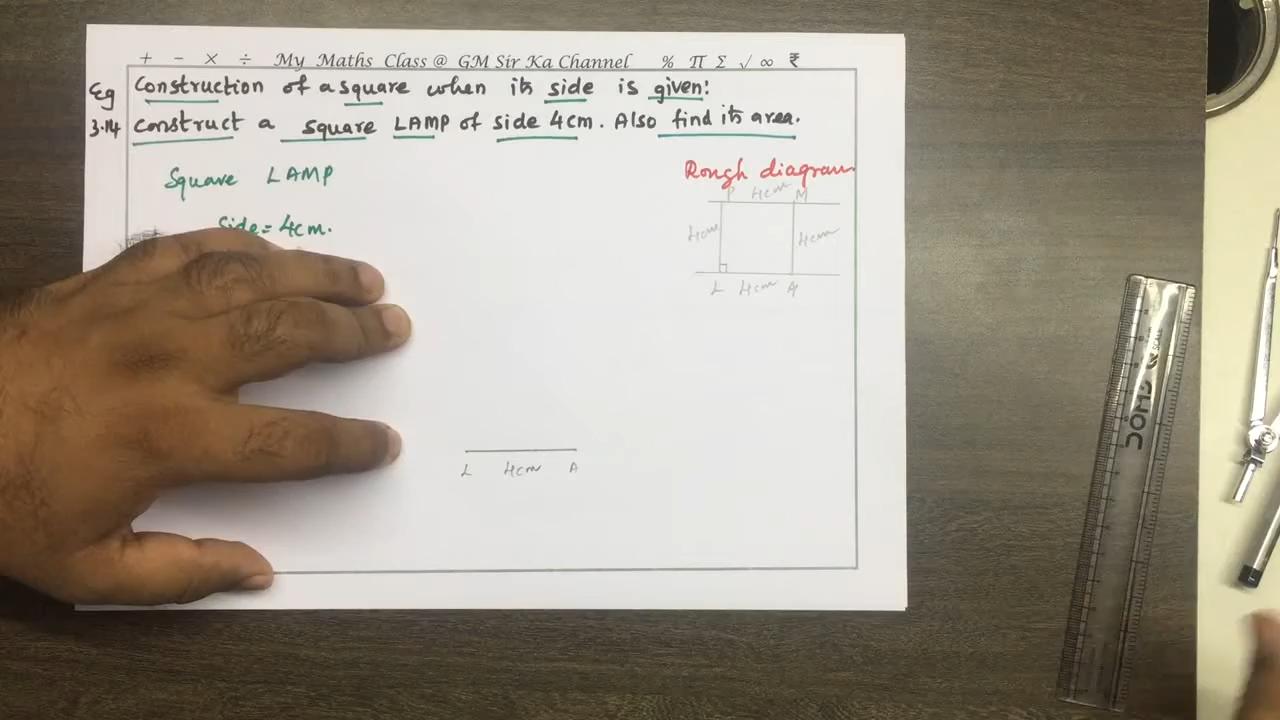 + − × ÷ My Maths Class @ GM Sir Ka Channel % Π Σ √ ∞ ₹
Eg Construction of a square when its side is given:
3.14 Construct a square LAMP of side 4cm. Also find its area.
Square LAMP
Side = 4cm.
Rough diagram
P 4cm M
4cm 4cm
L 4cm A
L 4cm A
DOMS